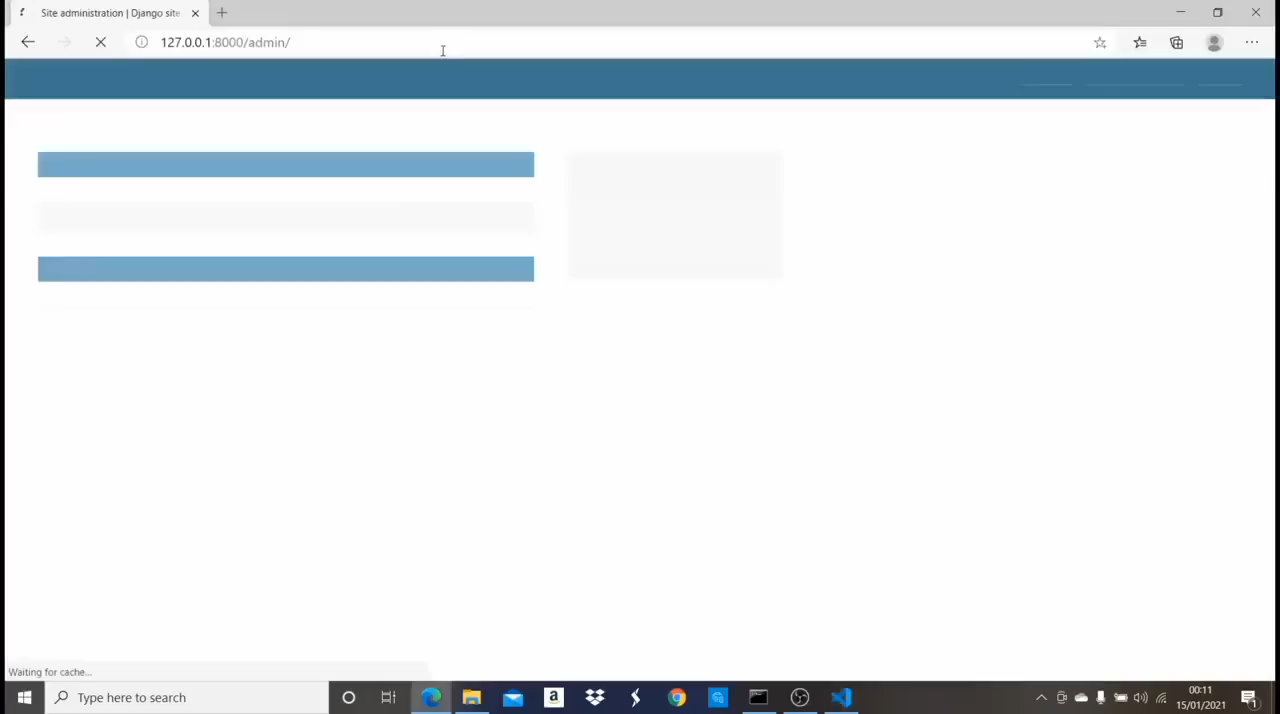 Site administration | Django site
127.0.0.1:8000/admin/
Waiting for cache...
Type here to search
a
00:11
15/01/2021
1